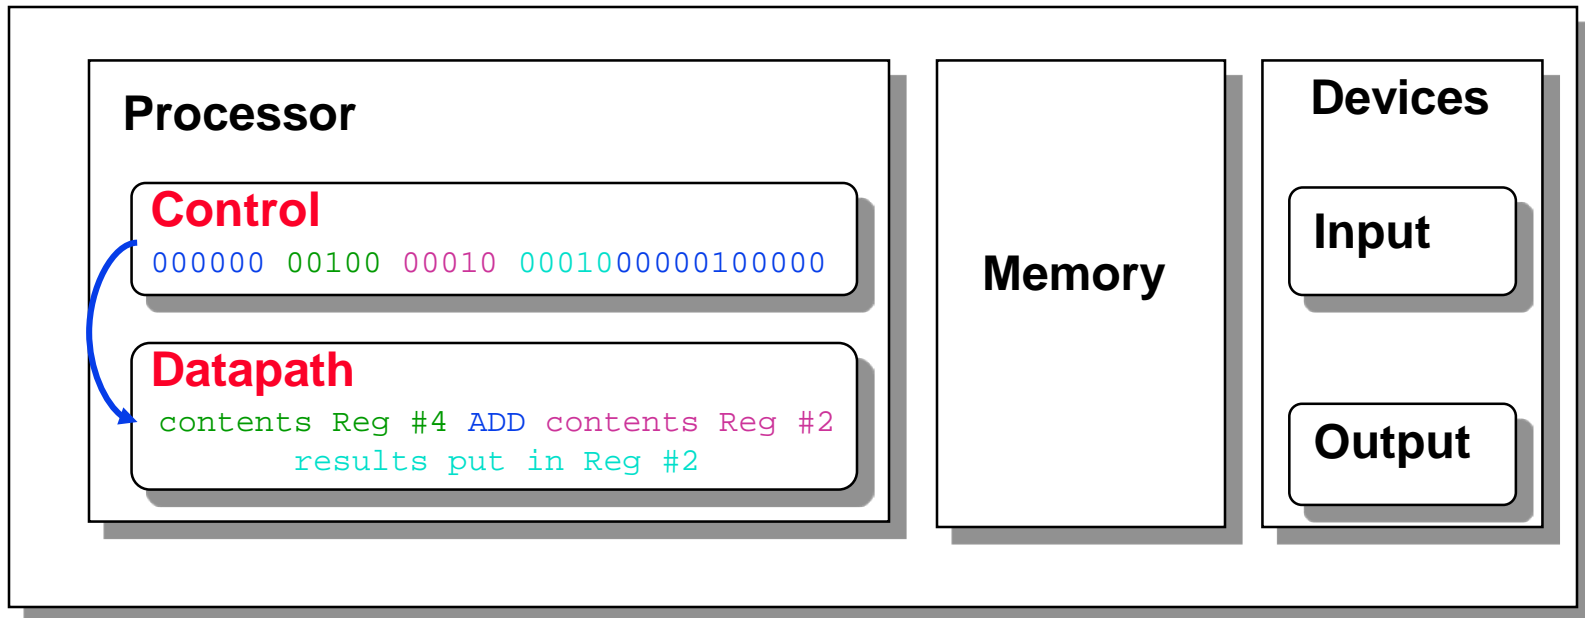 Processor
Control
000000 00100 00010 0001000000100000
Datapath
contents Reg #4 ADD contents Reg #2
results put in Reg #2
Memory
Devices
Input
Output